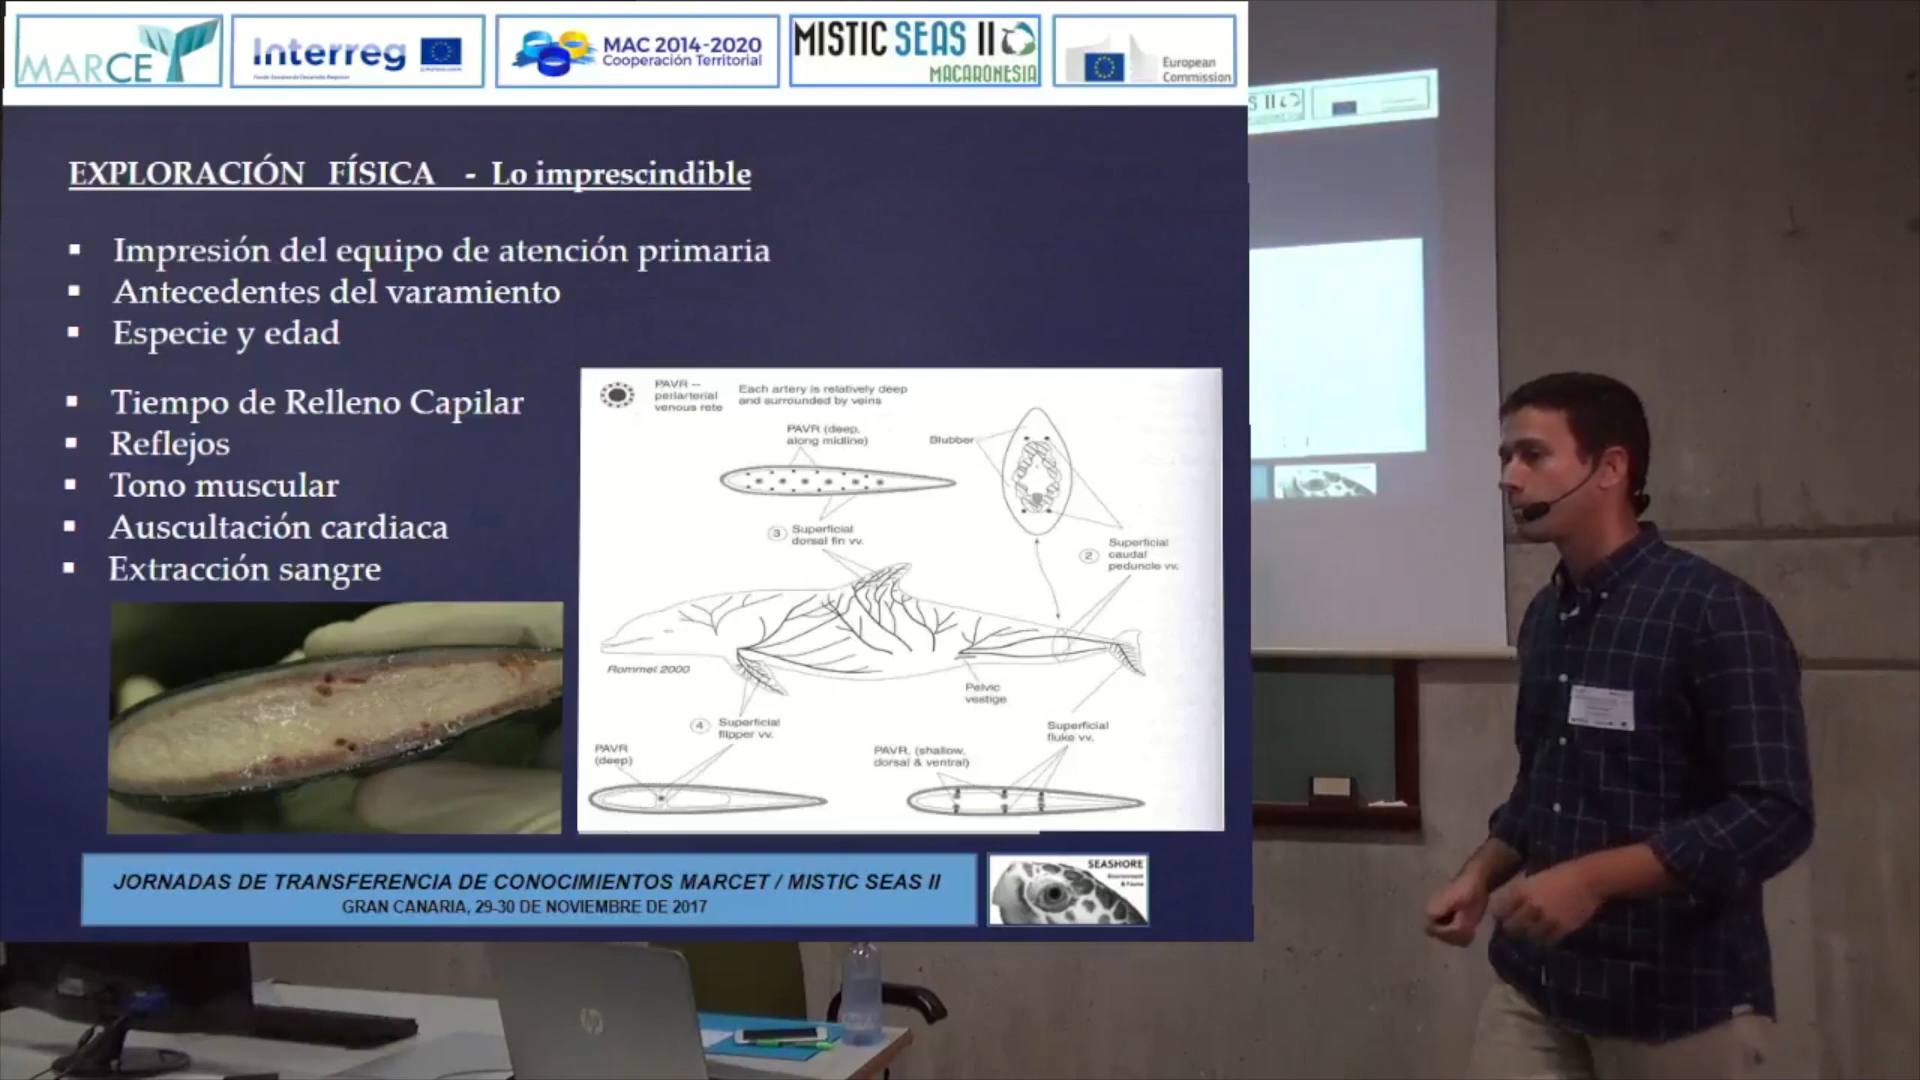 MARCET
Interreg
MAC 2014-2020
Cooperación Territorial
MISTIC SEAS II
MACARONESIA
European
Commission
EXPLORACIÓN FÍSICA - Lo imprescindible
Impresión del equipo de atención primaria
Antecedentes del varamiento
Especie y edad
Tiempo de Relleno Capilar
Reflejos
Tono muscular
Auscultación cardiaca
Extracción sangre
PAVR --
periarterial
venous rete
Each artery is relatively deep
and surrounded by veins
PAVR (deep,
along midline)
Blubber
3
Superficial
dorsal fin vv.
2
Superficial
caudal
peduncle vv.
Rommel 2000
Pelvic
vestige
4
Superficial
flipper vv.
Superficial
fluke vv.
PAVR
(deep)
PAVR, (shallow,
dorsal & ventral)
JORNADAS DE TRANSFERENCIA DE CONOCIMIENTOS MARCET / MISTIC SEAS II
GRAN CANARIA, 29-30 DE NOVIEMBRE DE 2017
SEASHORE
Environment
& Fauna
S II
hp